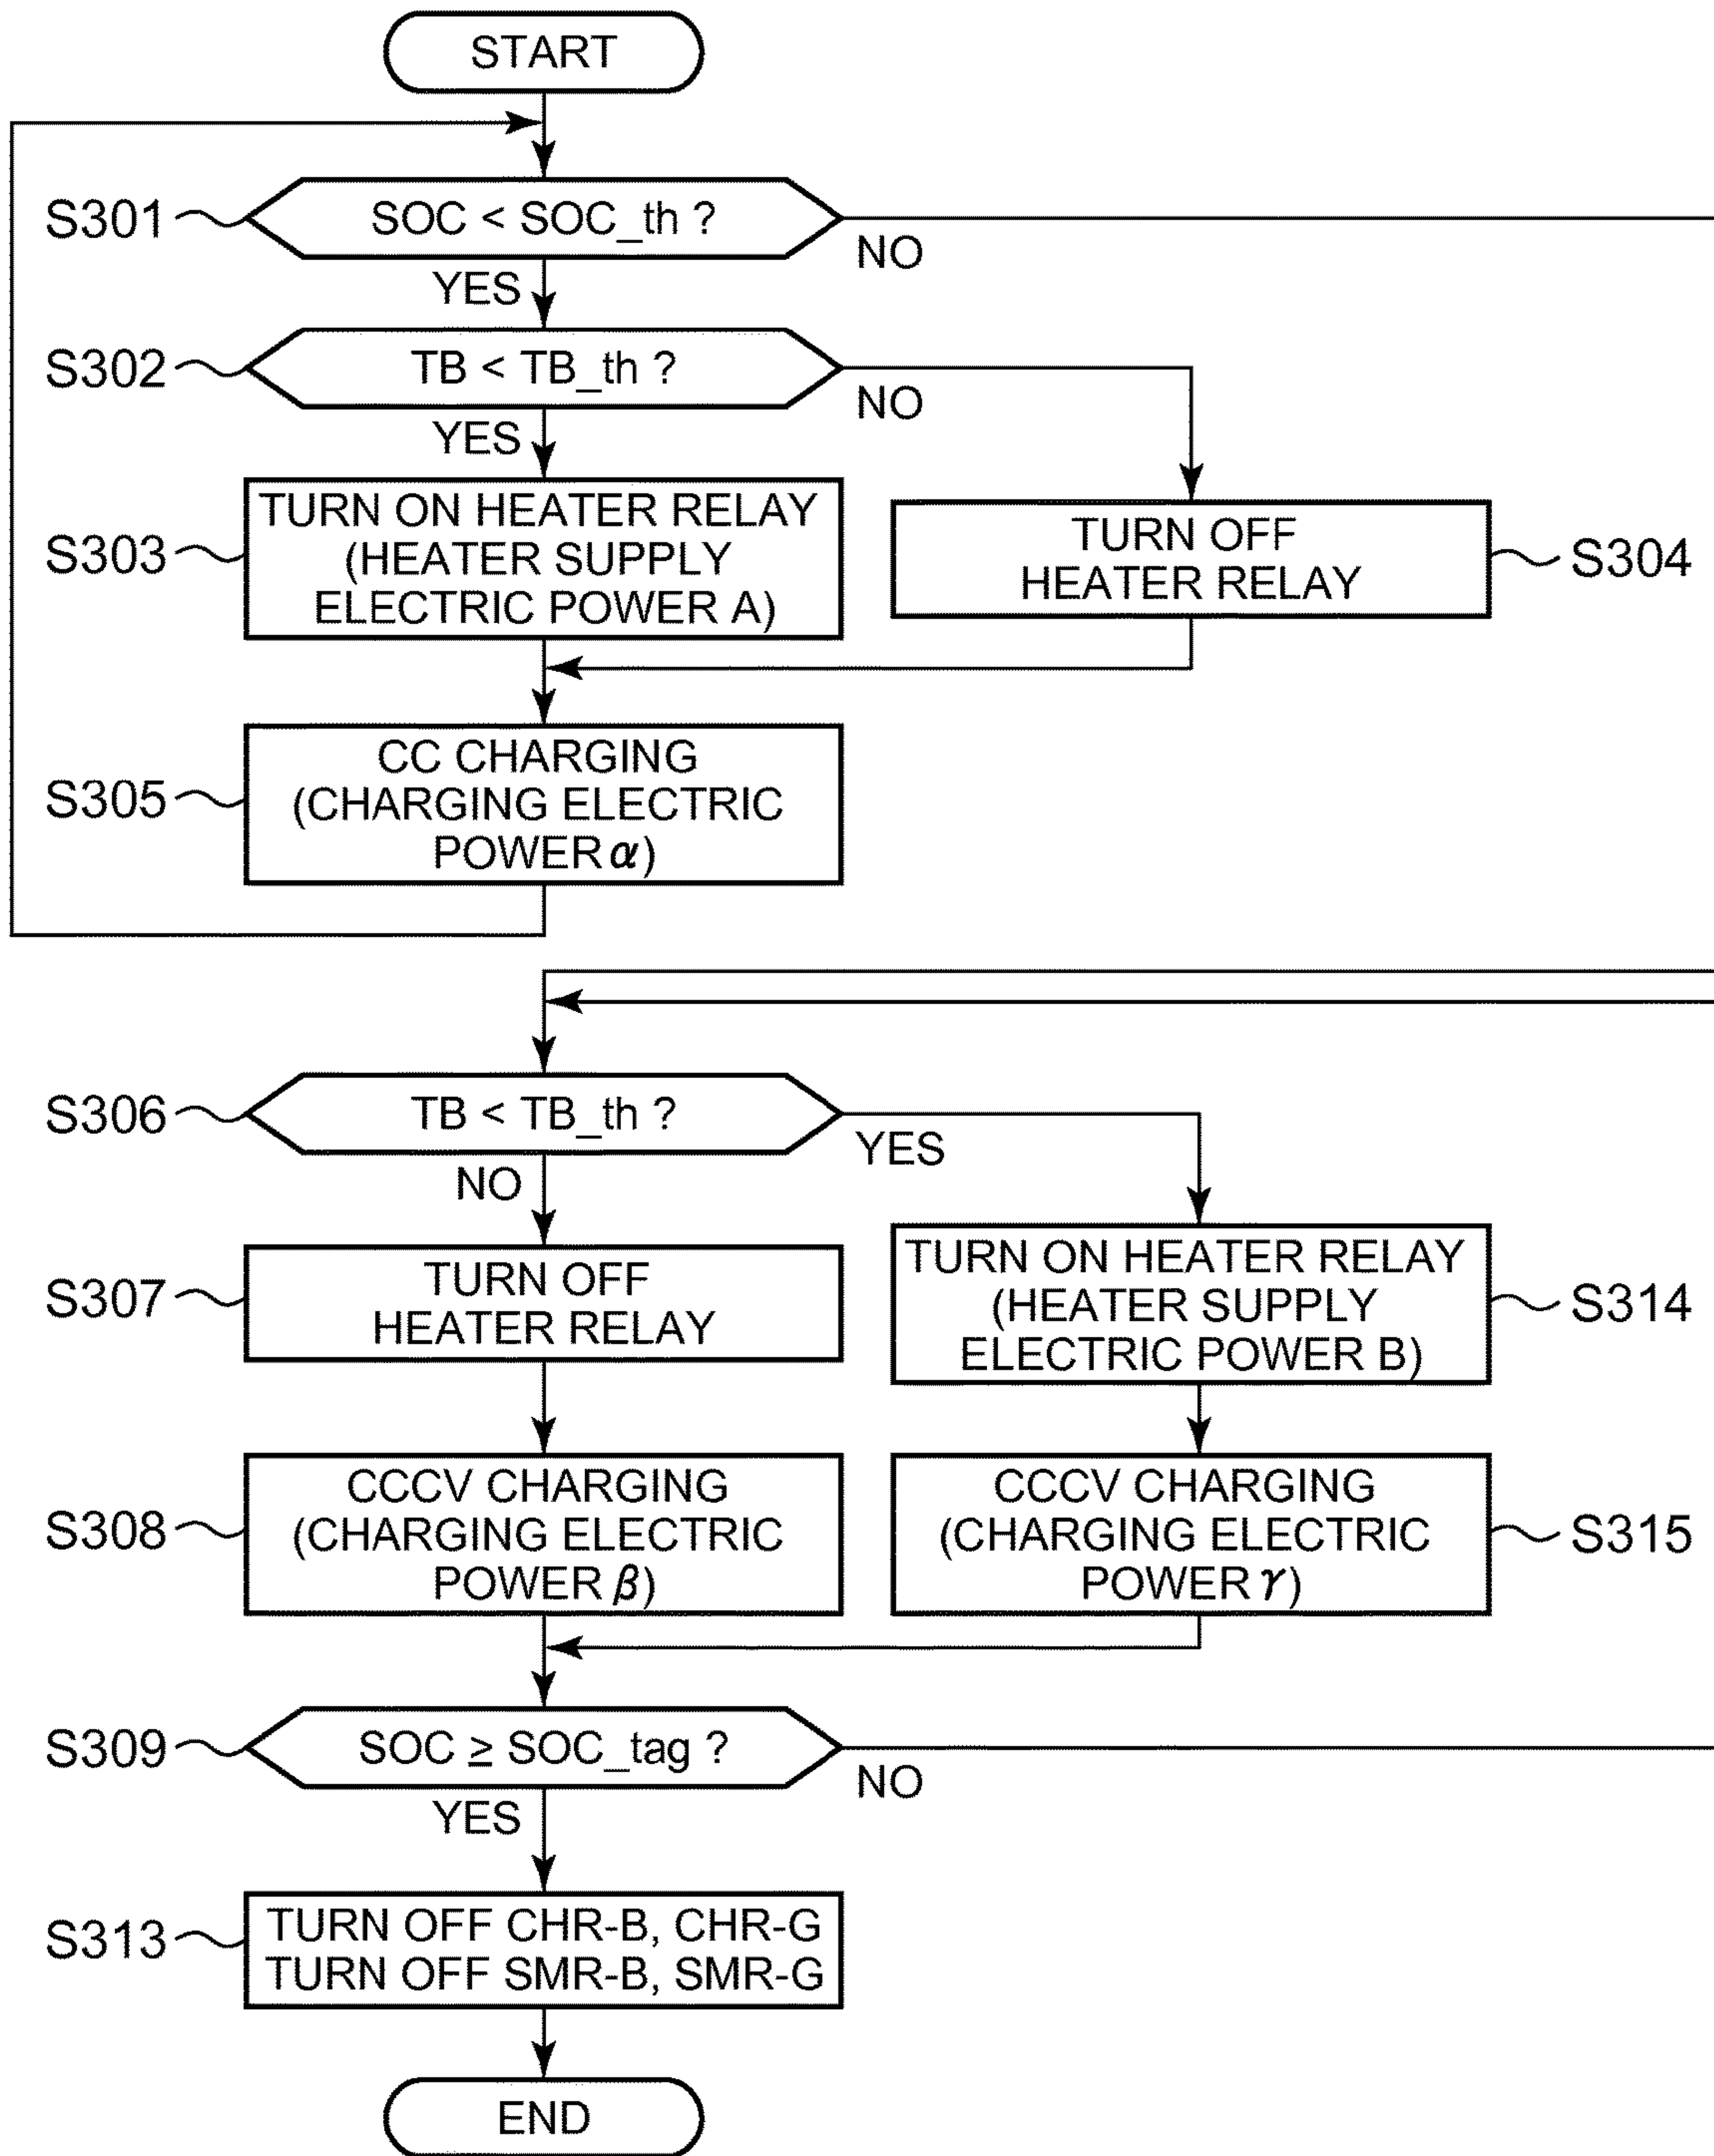 START
S301
SOC < SOC_th ?
NO
YES
S302
TB < TB_th ?
NO
YES
S303
TURN ON HEATER RELAY
(HEATER SUPPLY
ELECTRIC POWER A)
TURN OFF
HEATER RELAY
S304
S305
CC CHARGING
(CHARGING ELECTRIC
POWER α)
S306
TB < TB_th ?
YES
NO
S307
TURN OFF
HEATER RELAY
TURN ON HEATER RELAY
(HEATER SUPPLY
ELECTRIC POWER B)
S314
S308
CCCV CHARGING
(CHARGING ELECTRIC
POWER β)
CCCV CHARGING
(CHARGING ELECTRIC
POWER γ)
S315
S309
SOC ≥ SOC_tag ?
NO
YES
S313
TURN OFF CHR-B, CHR-G
TURN OFF SMR-B, SMR-G
END